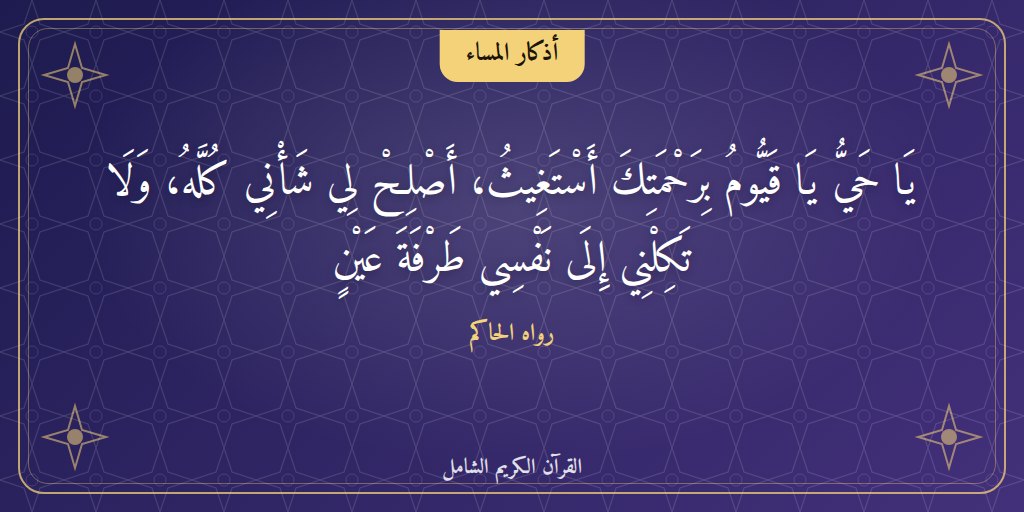 أذكار المساء
يَا حَيُّ يَا قَيُّومُ بِرَحْمَتِكَ أَسْتَغِيثُ، أَصْلِحْ لِي شَأْنِي كُلَّهُ، وَلَا
تَكِلْنِي إِلَى نَفْسِي طَرْفَةَ عَيْنٍ
رواه الحاكم
القرآن الكريم الشامل